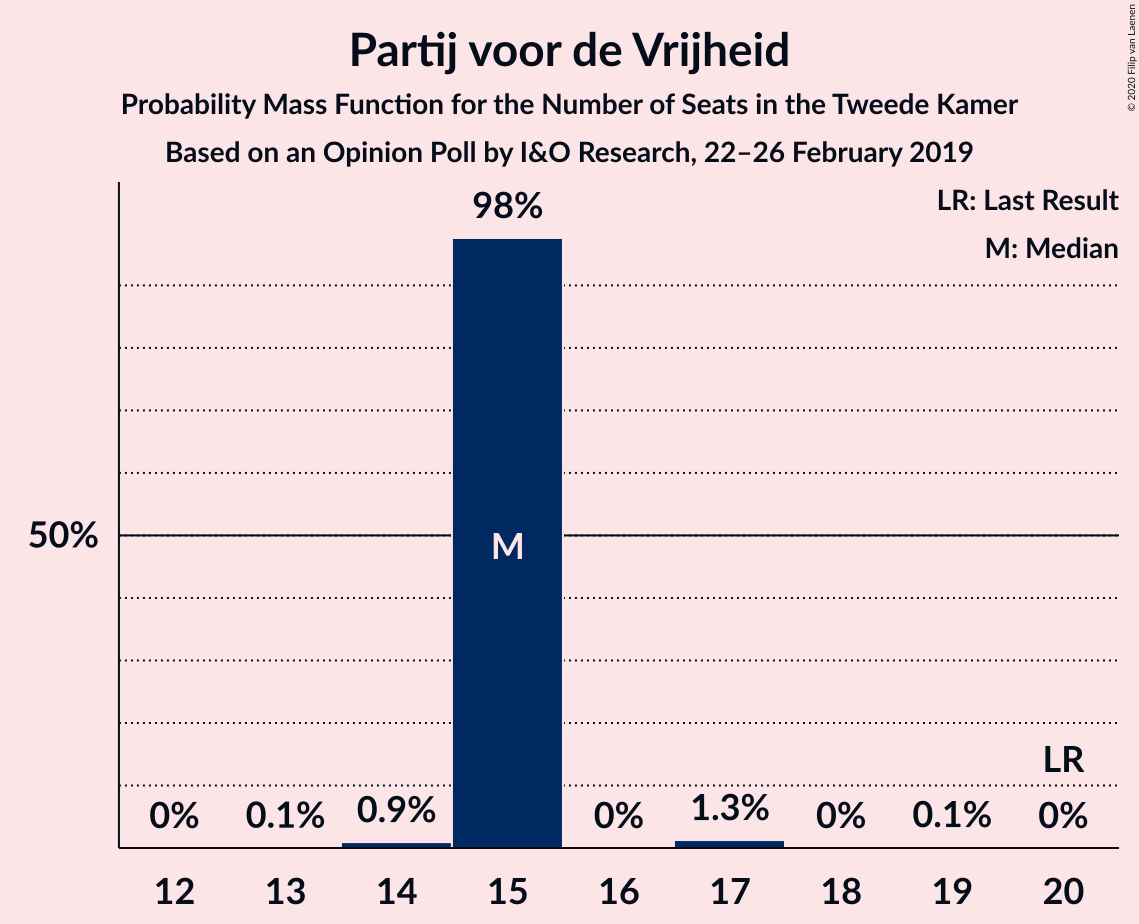 Partij voor de Vrijheid
Probability Mass Function for the Number of Seats in the Tweede Kamer
Based on an Opinion Poll by I&O Research, 22–26 February 2019
© 2020 Filip van Laenen
LR: Last Result
M: Median
98%
50%
M
LR
0%
0.1%
0.9%
0%
1.3%
0%
0.1%
0%
12
13
14
15
16
17
18
19
20